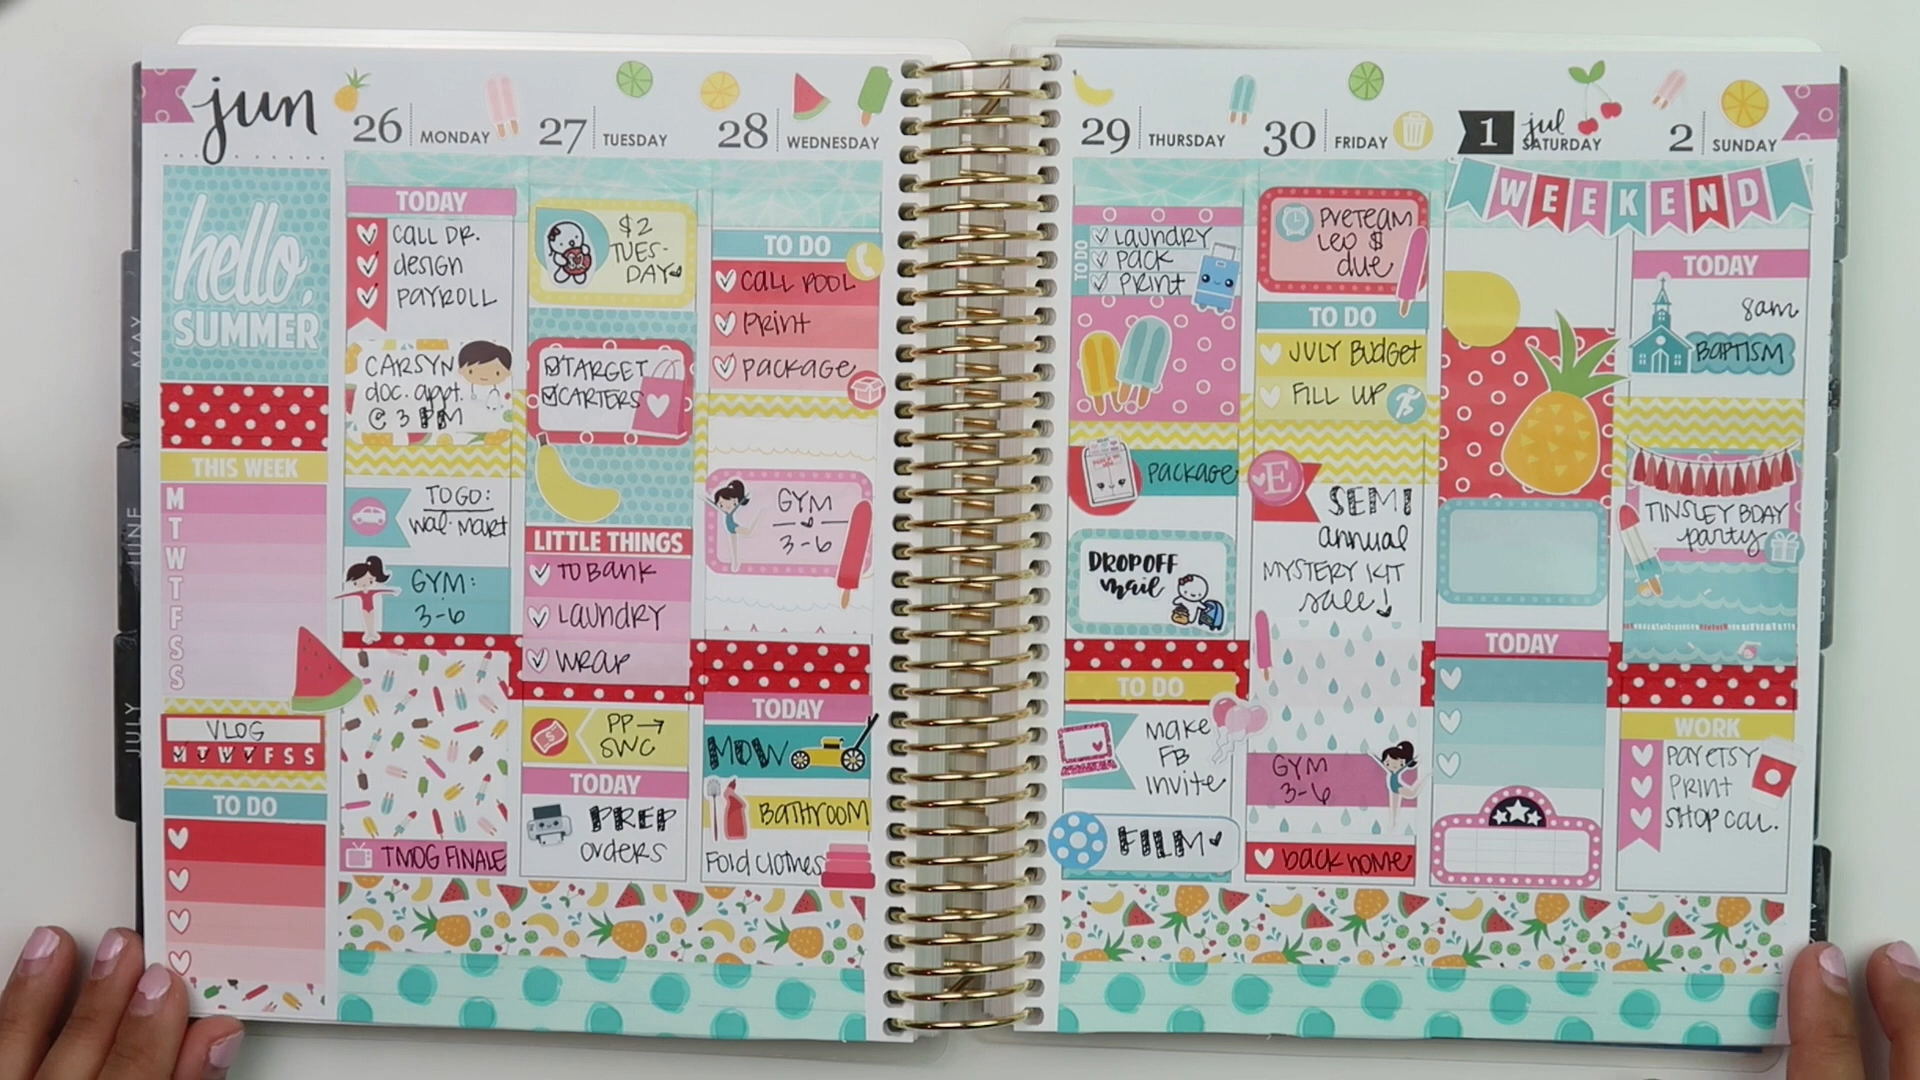 jun
hello,
SUMMER
THIS WEEK
M
T
W
T
F
S
S
VLOG
M T W T F S S
TO DO
26 MONDAY
TODAY
CALL DR.
design
PAYROLL
CARSYN
doc. appt.
@ 3 PM
TO GO:
wal-mart
GYM:
3-6
TMOG FINALE
27 TUESDAY
$2
TUES-
DAY
TARGET
CARTERS
LITTLE THINGS
TO BANK
LAUNDRY
WRAP
PP →
SWC
TODAY
PREP
orders
28 WEDNESDAY
TO DO
CALL POOL
Print
package
GYM
3-6
TODAY
MOW
BATHROOM
Fold clothes
29 THURSDAY
TO DO
LAUNDRY
PACK
PRINT
package
DROP OFF
mail
TO DO
MAKE
FB
invite
FILM
30 FRIDAY
PRETEAM
LEO $
due
TO DO
JULY BUDGET
FILL UP
E
SEMI
annual
MYSTERY KIT
sale!
GYM
3-6
back home
1 jul
SATURDAY
WEEKEND
TODAY
2 SUNDAY
TODAY
8am
BAPTISM
TINSLEY BDAY
party
WORK
PAY ETSY
PRINT
SHOP CAL.
MAY
JUNE
JULY